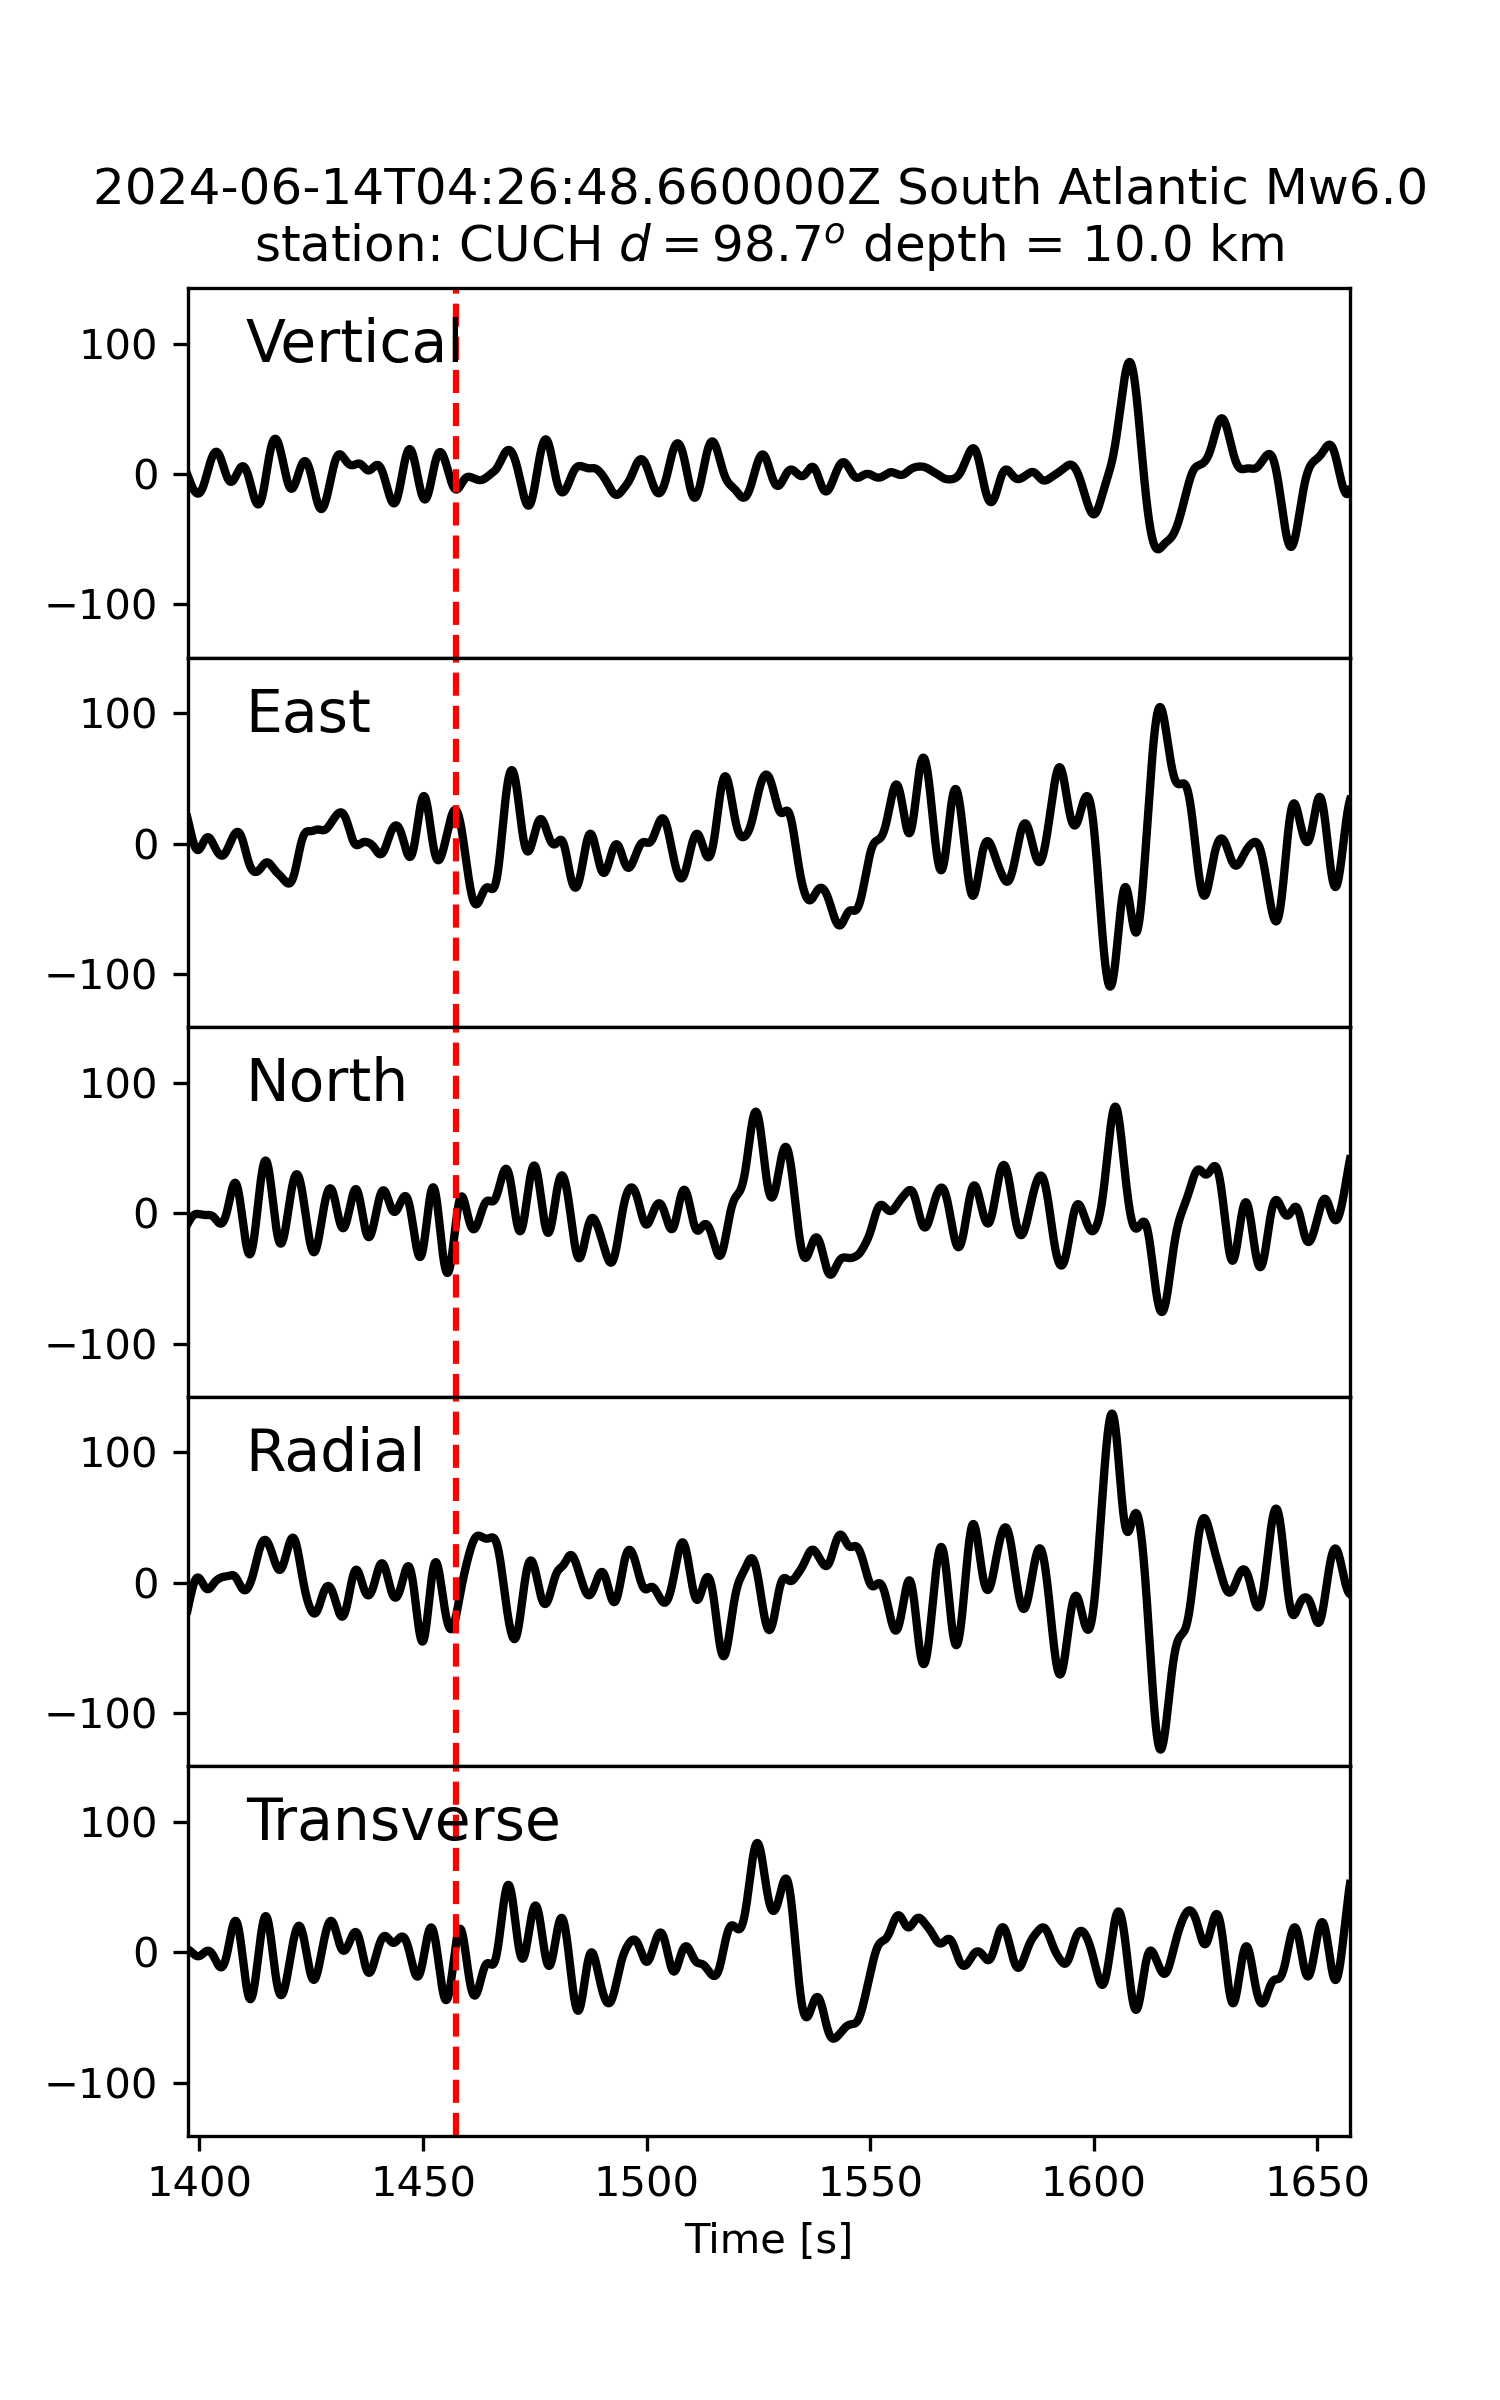 2024-06-14T04:26:48.660000Z South Atlantic Mw6.0
station: CUCH d = 98.7° depth = 10.0 km
Vertical
100
0
−100
East
100
0
−100
North
100
0
−100
Radial
100
0
−100
Transverse
100
0
−100
1400 1450 1500 1550 1600 1650
Time [s]